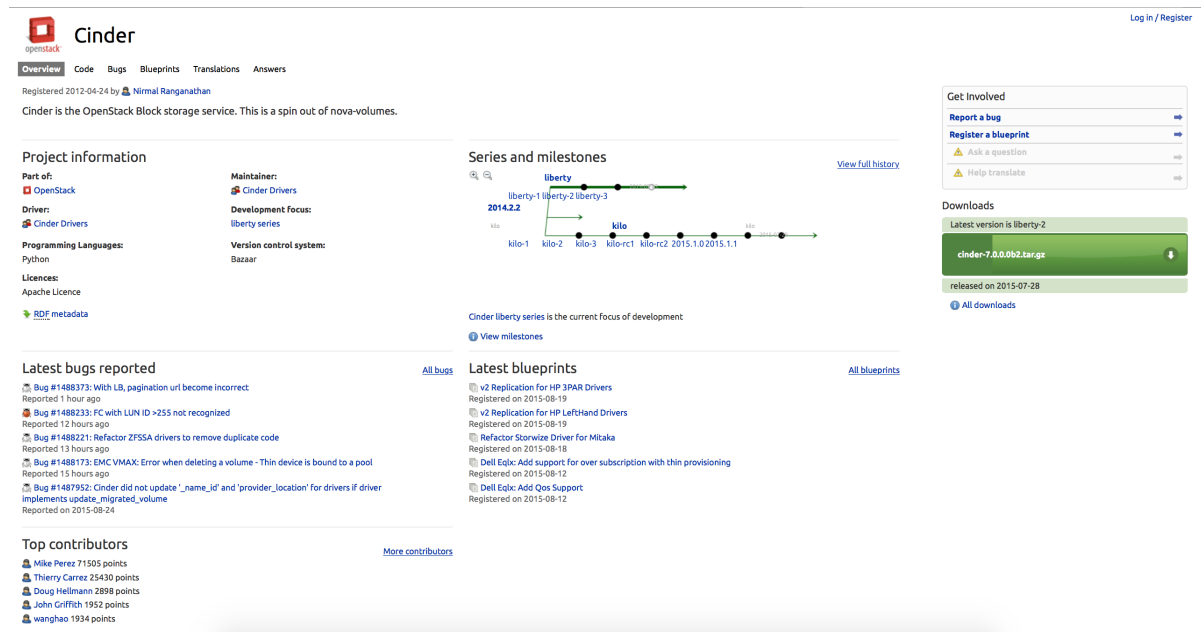 Log in / Register
openstack
Cinder
Overview Code Bugs Blueprints Translations Answers
Registered 2012-04-24 by Nirmal Ranganathan
Cinder is the OpenStack Block storage service. This is a spin out of nova-volumes.
Project information
Part of:
OpenStack
Maintainer:
Cinder Drivers
Driver:
Cinder Drivers
Development focus:
liberty series
Programming Languages:
Python
Version control system:
Bazaar
Licences:
Apache Licence
RDF metadata
Series and milestones
View full history
liberty
liberty-1 liberty-2 liberty-3
2014.2.2
kilo
kilo
kilo
kilo-1 kilo-2 kilo-3 kilo-rc1 kilo-rc2 2015.1.0 2015.1.1
Cinder liberty series is the current focus of development
View milestones
Latest bugs reported
All bugs
Bug #1488373: With LB, pagination url become incorrect
Reported 1 hour ago
Bug #1488233: FC with LUN ID >255 not recognized
Reported 12 hours ago
Bug #1488221: Refactor ZFSSA drivers to remove duplicate code
Reported 13 hours ago
Bug #1488173: EMC VMAX: Error when deleting a volume - Thin device is bound to a pool
Reported 15 hours ago
Bug #1487952: Cinder did not update '_name_id' and 'provider_location' for drivers if driver
implements update_migrated_volume
Reported on 2015-08-24
Latest blueprints
All blueprints
v2 Replication for HP 3PAR Drivers
Registered on 2015-08-19
v2 Replication for HP LeftHand Drivers
Registered on 2015-08-19
Refactor Storwize Driver for Mitaka
Registered on 2015-08-18
Dell Eqlx: Add support for over subscription with thin provisioning
Registered on 2015-08-12
Dell Eqlx: Add Qos Support
Registered on 2015-08-12
Top contributors
More contributors
Mike Perez 71505 points
Thierry Carrez 25430 points
Doug Hellmann 2898 points
John Griffith 1952 points
wanghao 1934 points
Get Involved
Report a bug
Register a blueprint
Ask a question
Help translate
Downloads
Latest version is liberty-2
cinder-7.0.0.0b2.tar.gz
released on 2015-07-28
All downloads